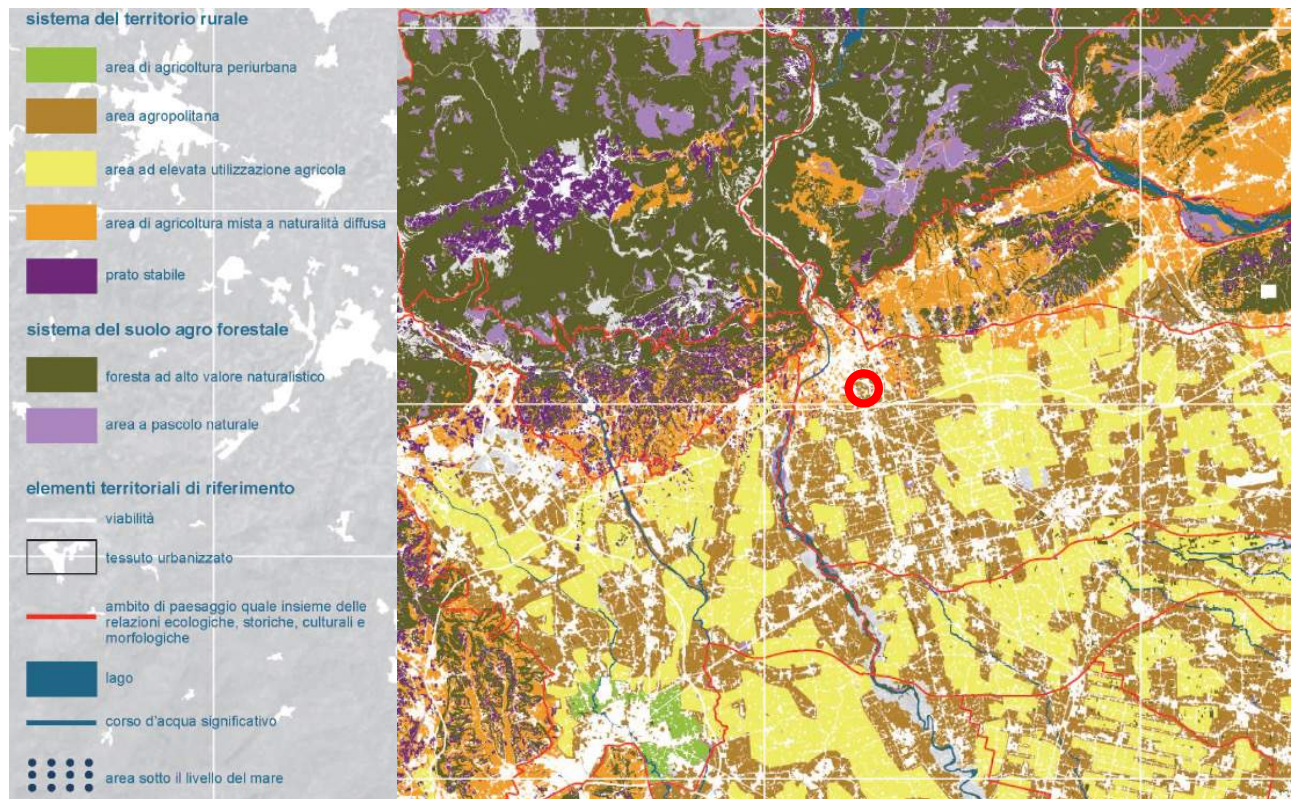 sistema del territorio rurale
area di agricoltura periurbana
area agropolitana
area ad elevata utilizzazione agricola
area di agricoltura mista a naturalità diffusa
prato stabile
sistema del suolo agro forestale
foresta ad alto valore naturalistico
area a pascolo naturale
elementi territoriali di riferimento
viabilità
tessuto urbanizzato
ambito di paesaggio quale insieme delle
relazioni ecologiche, storiche, culturali e
morfologiche
lago
corso d'acqua significativo
area sotto il livello del mare